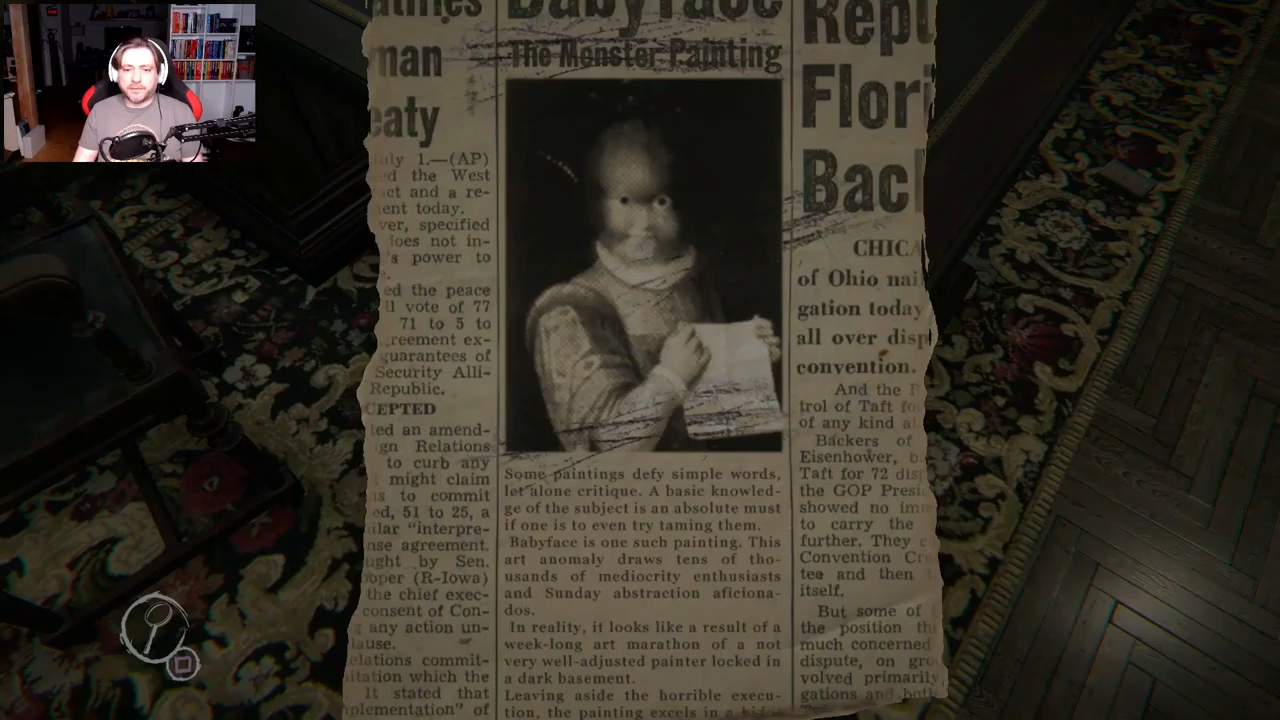 man
eaty
uly 1.—(AP)
ed the West
ct and a re-
ent today.
ver, specified
does not in-
's power to
ed the peace
ll vote of 77
71 to 5 to
reement ex-
guarantees of
Security Alli-
Republic.
CEPTED
ted an amend-
gn Relations
to curb any
might claim
s to commit
ed, 51 to 25, a
ilar "interpre-
nse agreement.
ught by Sen.
oper (R-Iowa)
the chief exec-
consent of Con-
any action un-
lause.
elations commit-
itation which the
It stated that
plementation" of
Babyface
The Monster Painting
Some paintings defy simple words,
let alone critique. A basic knowled-
ge of the subject is an absolute must
if one is to even try taming them.
Babyface is one such painting. This
art anomaly draws tens of tho-
usands of mediocrity enthusiasts
and Sunday abstraction aficiona-
dos.
In reality, it looks like a result of a
week-long art marathon of a not
very well-adjusted painter locked in
a dark basement.
Leaving aside the horrible execu-
tion, the painting excels in a
Repu
Flori
Back
CHICA
of Ohio nai
gation today
all over disp
convention.
And the
trol of Taft fo
of any kind a
Backers of
Eisenhower, b
Taft for 72 dis
the GOP Presi
showed no im
to carry the
further. They
Convention Cre
tee and then
itself.
But some of
the position th
much concerned
dispute, on gro
volved primarily
gations and both